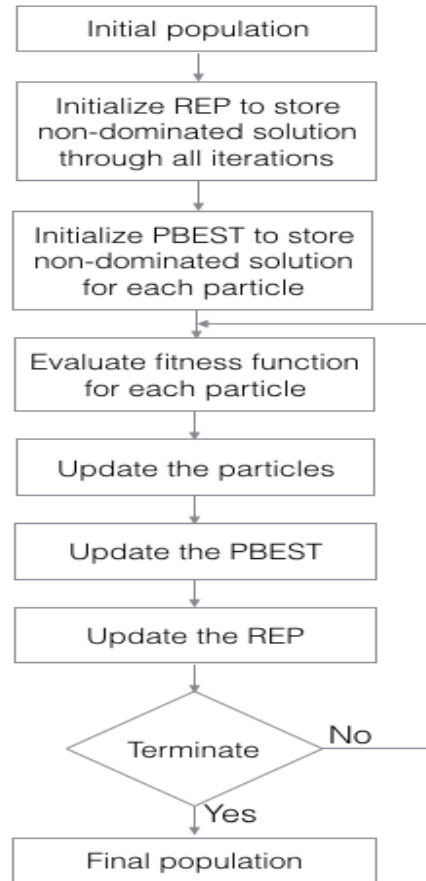 Initial population
Initialize REP to store
non-dominated solution
through all iterations
Initialize PBEST to store
non-dominated solution
for each particle
Evaluate fitness function
for each particle
Update the particles
Update the PBEST
Update the REP
Terminate
No
Yes
Final population